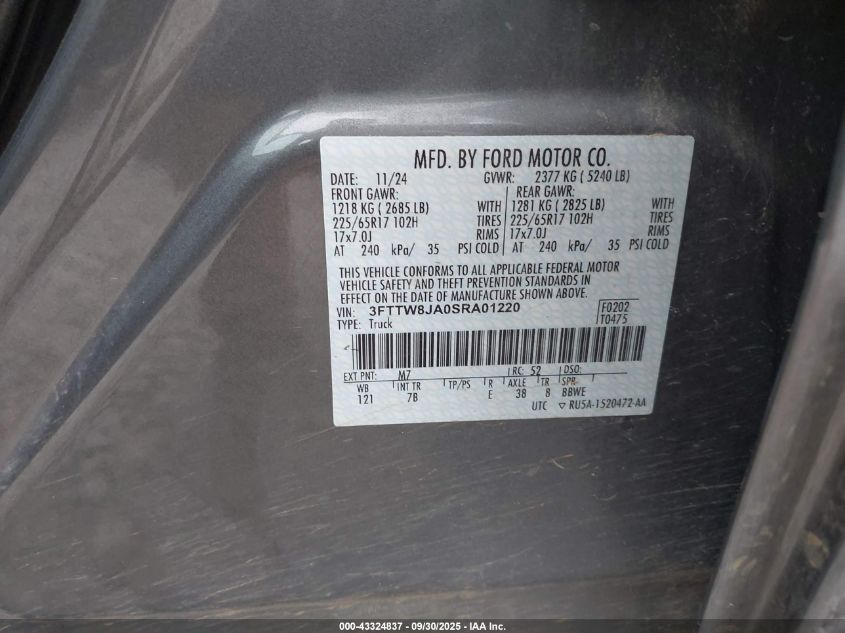 MFD. BY FORD MOTOR CO.
DATE: 11/24 GVWR: 2377 KG ( 5240 LB)
FRONT GAWR: REAR GAWR:
1218 KG ( 2685 LB) WITH 1281 KG ( 2825 LB) WITH
225/65R17 102H TIRES 225/65R17 102H TIRES
17x7.0J RIMS 17x7.0J RIMS
AT 240 kPa/ 35 PSI COLD AT 240 kPa/ 35 PSI COLD
THIS VEHICLE CONFORMS TO ALL APPLICABLE FEDERAL MOTOR
VEHICLE SAFETY AND THEFT PREVENTION STANDARDS IN
EFFECT ON THE DATE OF MANUFACTURE SHOWN ABOVE.
VIN: 3FTTW8JA0SRA01220 F0202
TYPE: Truck T0475
EXT PNT: M7 RC: 52 DSO:
WB INT TR TP/PS R AXLE TR SPR
121 7B E 38 8 BBWE
UTC ▽ RU5A-1520472-AA
000-43324837 - 09/30/2025 - IAA Inc.